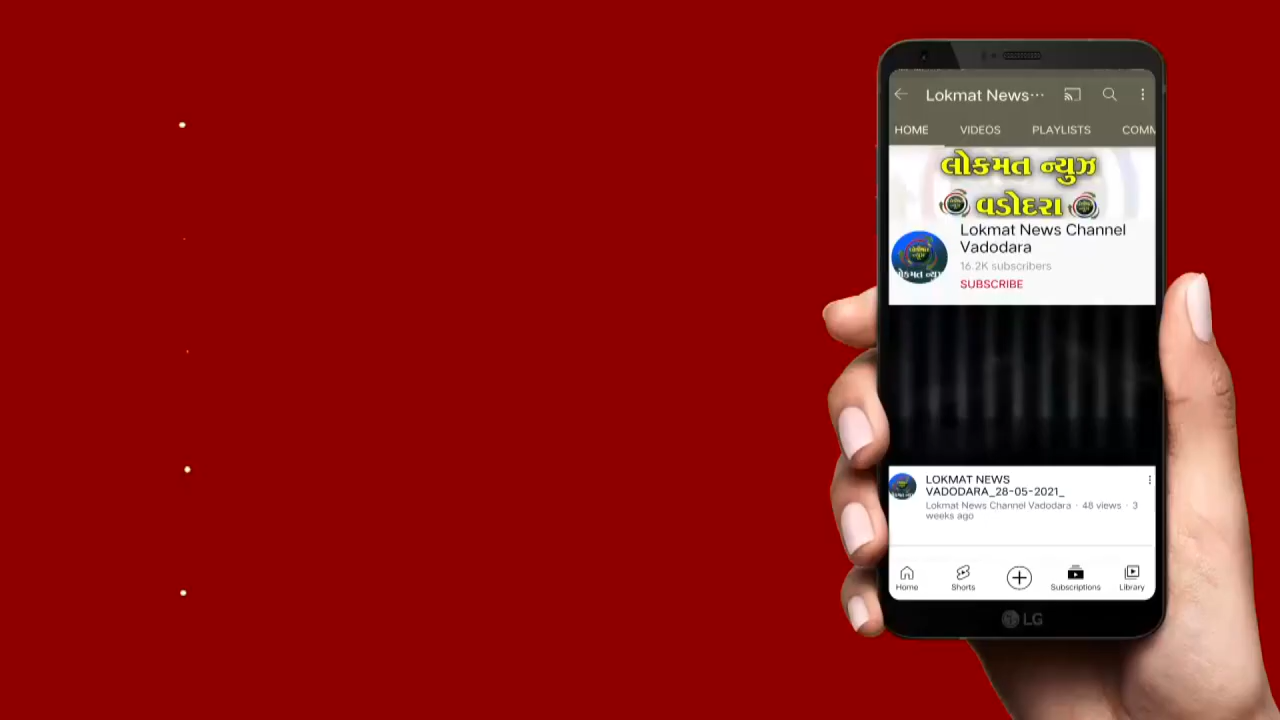 Lokmat News...
HOME VIDEOS PLAYLISTS COMM
લોકમત ન્યુઝ
વડોદરા
Lokmat News Channel
Vadodara
16.2K subscribers
SUBSCRIBE
LOKMAT NEWS
VADODARA_28-05-2021_
Lokmat News Channel Vadodara · 48 views · 3
weeks ago
Home Shorts Subscriptions Library
LG